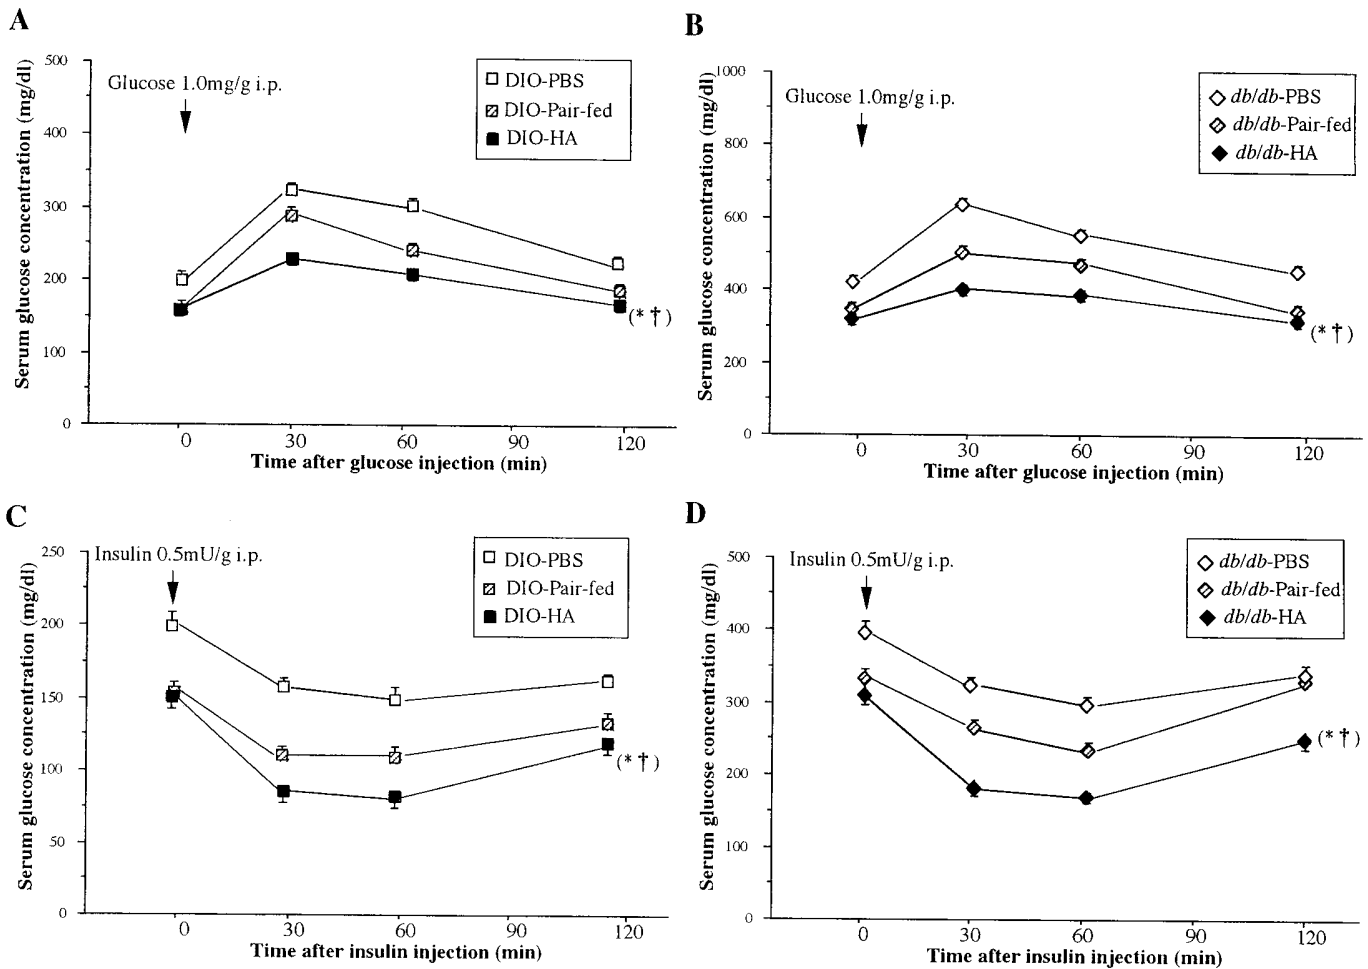 A
Serum glucose concentration (mg/dl)
500
400
300
200
100
0
Glucose 1.0mg/g i.p.
DIO-PBS
DIO-Pair-fed
DIO-HA
(* †)
0 30 60 90 120
Time after glucose injection (min)
B
Serum glucose concentration (mg/dl)
1000
800
600
400
200
0
Glucose 1.0mg/g i.p.
db/db-PBS
db/db-Pair-fed
db/db-HA
(* †)
0 30 60 90 120
Time after glucose injection (min)
C
Serum glucose concentration (mg/dl)
250
200
150
100
50
0
Insulin 0.5mU/g i.p.
DIO-PBS
DIO-Pair-fed
DIO-HA
(* †)
0 30 60 90 120
Time after insulin injection (min)
D
Serum glucose concentration (mg/dl)
500
400
300
200
100
0
Insulin 0.5mU/g i.p.
db/db-PBS
db/db-Pair-fed
db/db-HA
(* †)
0 30 60 90 120
Time after insulin injection (min)